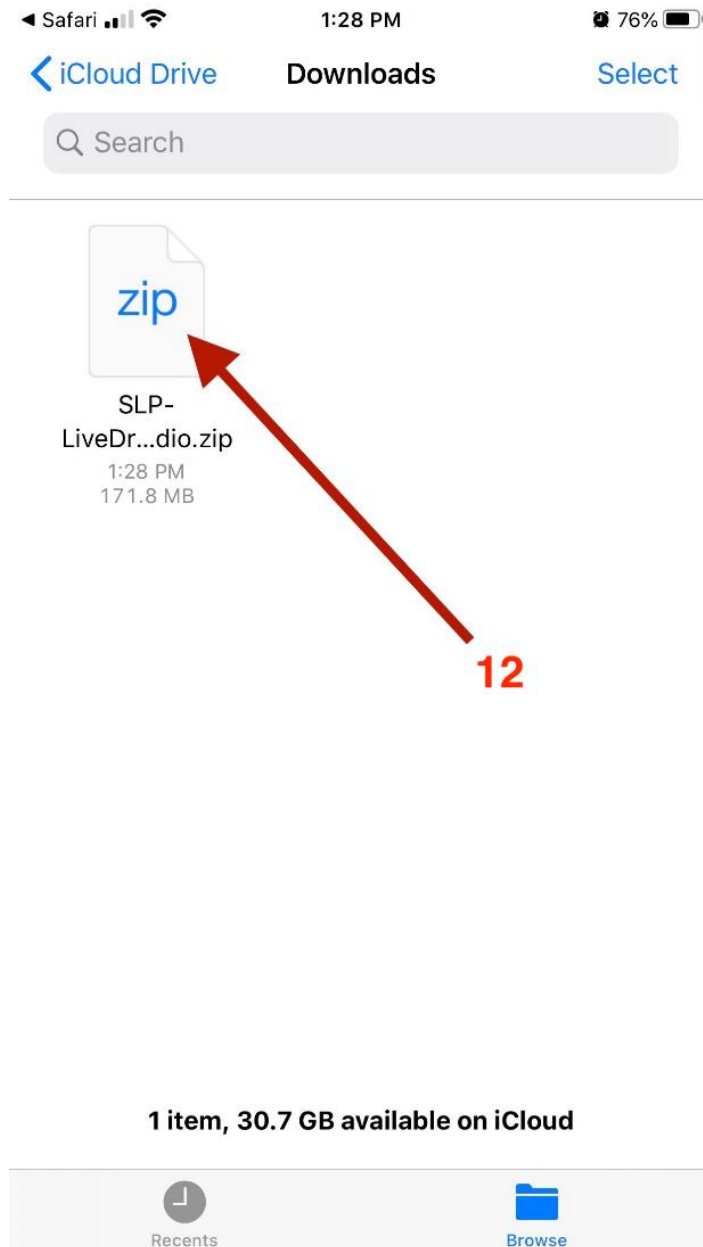 Safari 1:28 PM 76%
iCloud Drive Downloads Select
Search
zip
SLP-
LiveDr...dio.zip
1:28 PM
171.8 MB
12
1 item, 30.7 GB available on iCloud
Recents Browse